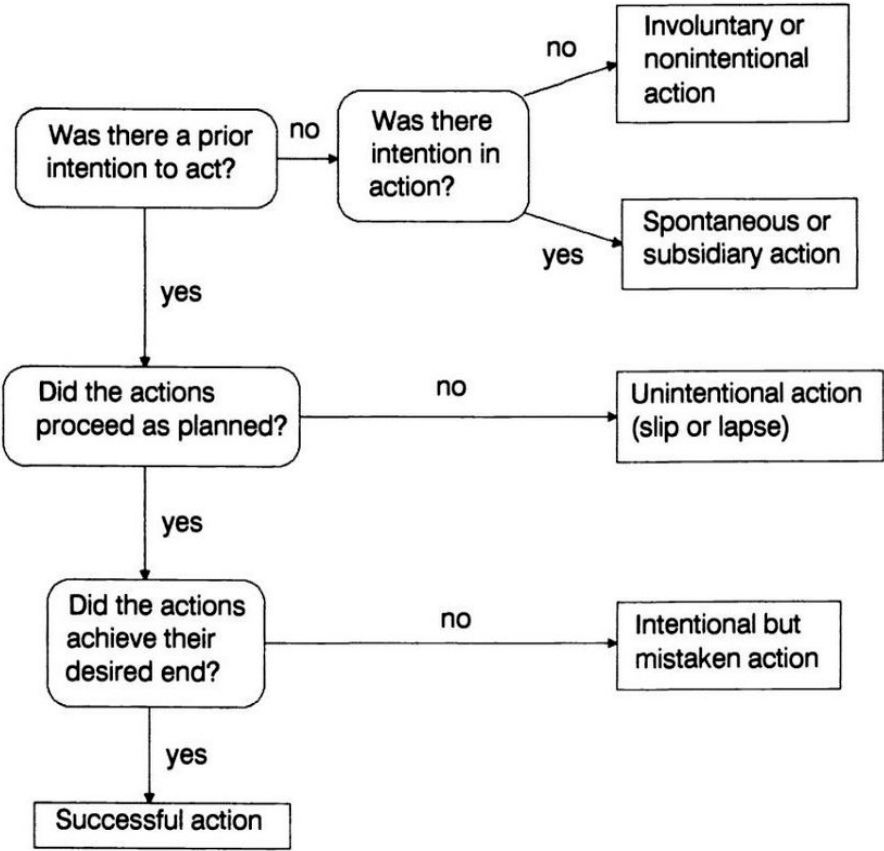 Was there a prior
intention to act?
no
Was there
intention in
action?
no
Involuntary or
nonintentional
action
yes
Spontaneous or
subsidiary action
yes
Did the actions
proceed as planned?
no
Unintentional action
(slip or lapse)
yes
Did the actions
achieve their
desired end?
no
Intentional but
mistaken action
yes
Successful action